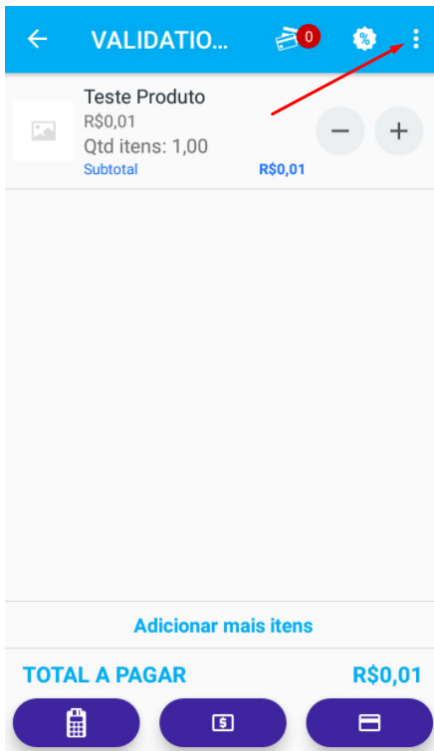 VALIDATIO...
0
Teste Produto
R$0,01
Qtd itens: 1,00
Subtotal R$0,01
Adicionar mais itens
TOTAL A PAGAR R$0,01